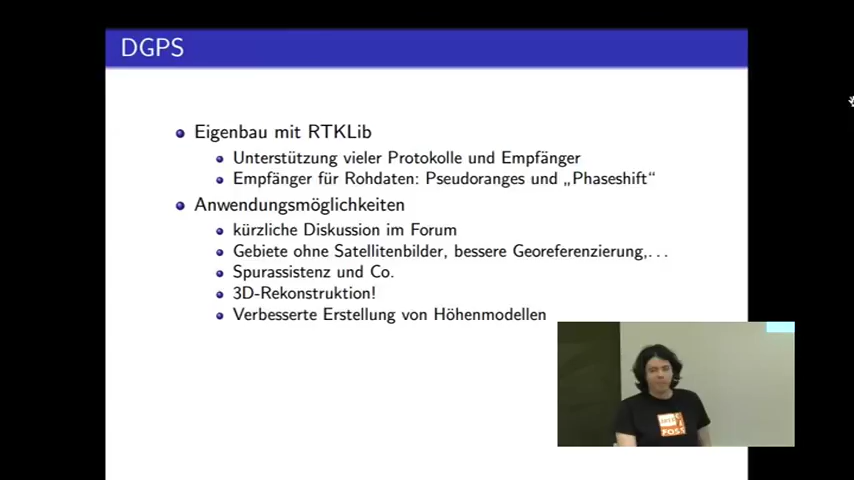 DGPS
Eigenbau mit RTKLib
Unterstützung vieler Protokolle und Empfänger
Empfänger für Rohdaten: Pseudoranges und „Phaseshift“
Anwendungsmöglichkeiten
kürzliche Diskussion im Forum
Gebiete ohne Satellitenbilder, bessere Georeferenzierung,...
Spurassistenz und Co.
3D-Rekonstruktion!
Verbesserte Erstellung von Höhenmodellen
FOSS